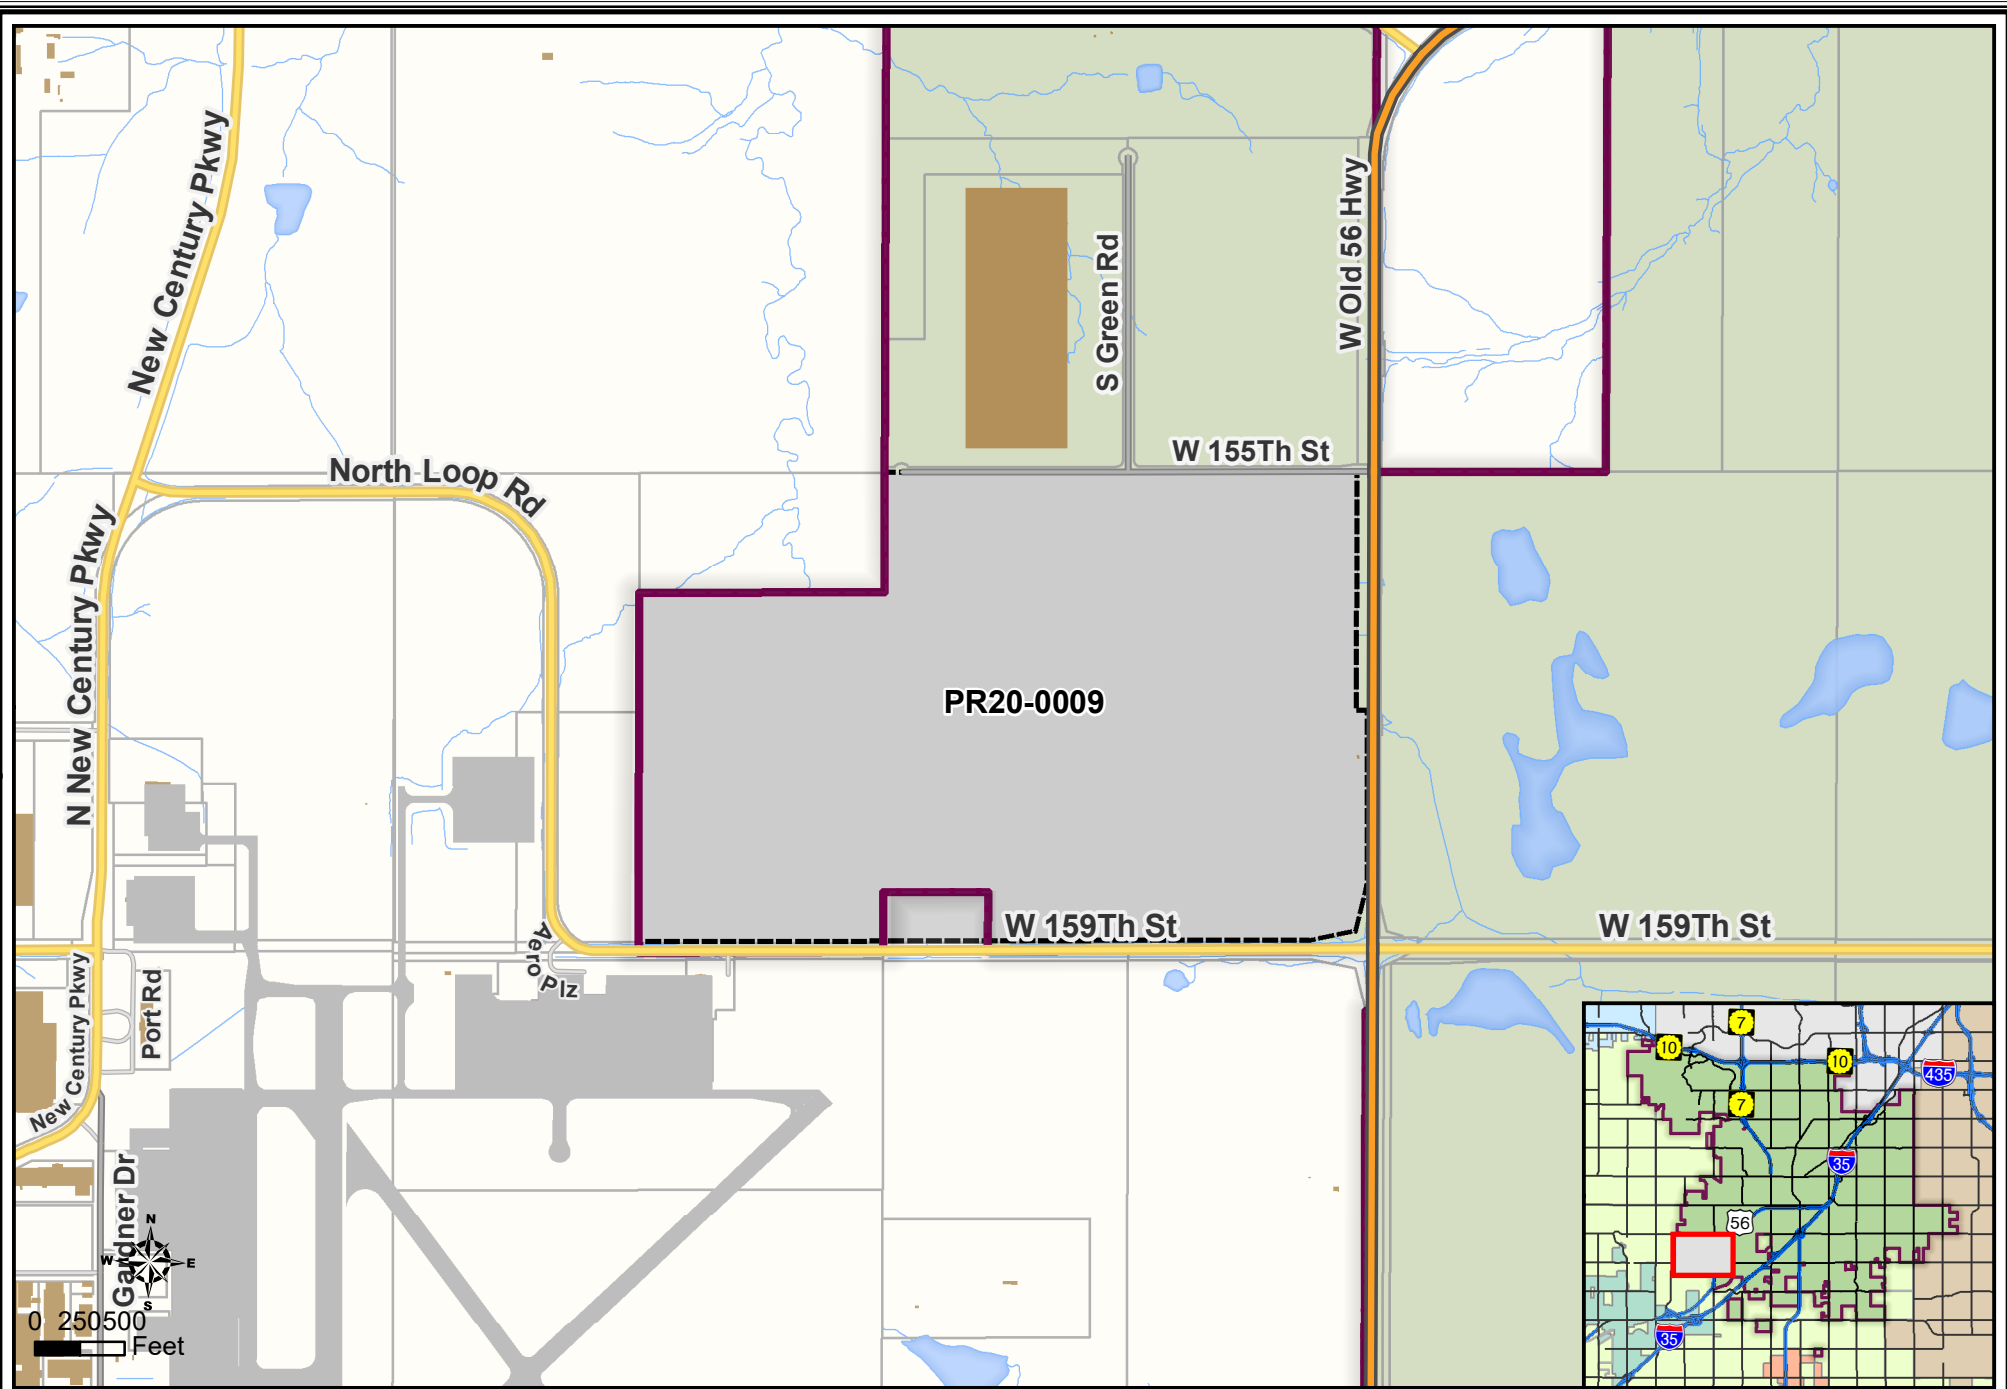 New Century Pkwy
W Old 56 Hwy
S Green Rd
W 155Th St
North Loop Rd
N New Century Pkwy
PR20-0009
W 159Th St
W 159Th St
Aero Plz
Port Rd
New Century Pkwy
Gardner Dr
N
W E
S
0 250500
Feet
7
10
10
435
7
35
56
35